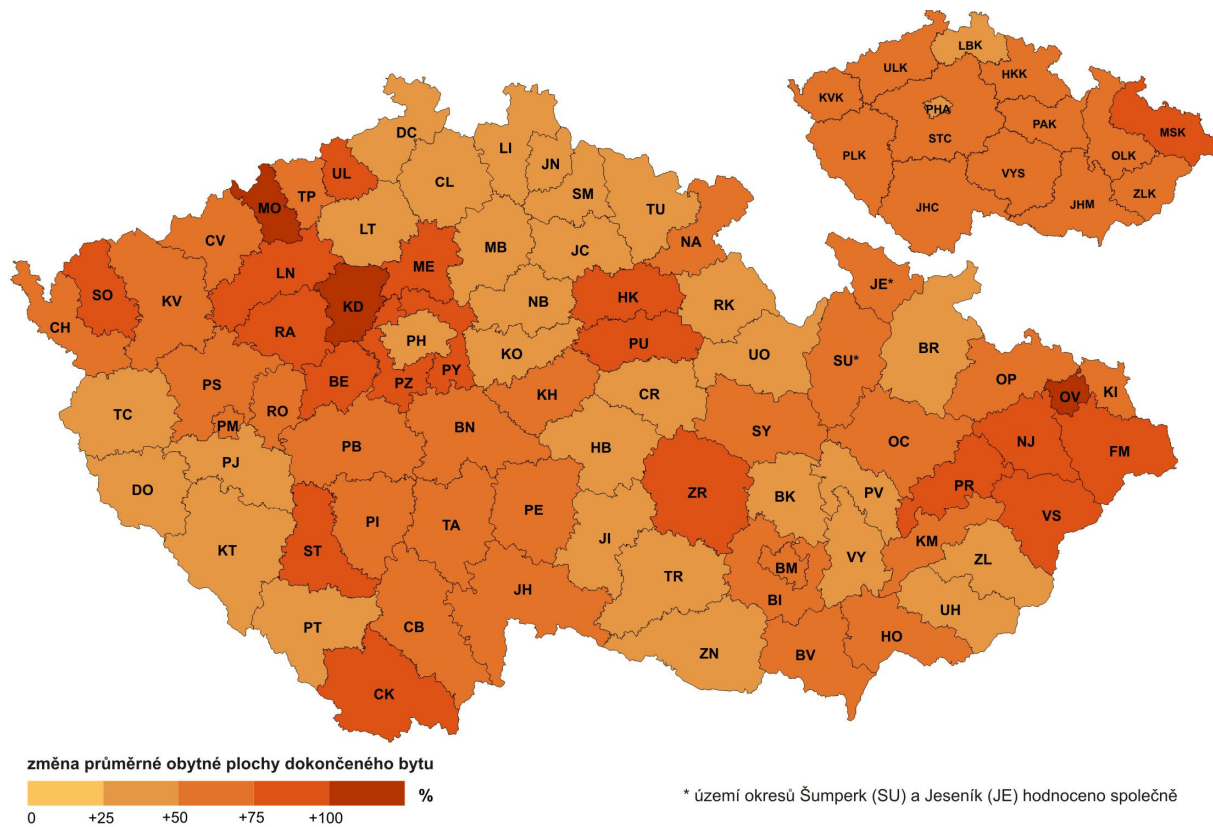 LBK
ULK
HKK
KVK
PHA
PAK
MSK
STC
PLK
OLK
VYS
ZLK
JHC
JHM
DC
LI
JN
UL
CL
SM
MO
TP
TU
LT
CV
MB
JC
NA
LN
ME
SO
KV
HK
JE*
KD
NB
RK
CH
RA
PH
PU
KO
UO
SU*
BR
PS
BE
PZ
PY
OP
OV
KI
TC
RO
KH
CR
PM
BN
SY
OC
NJ
FM
PB
HB
PJ
DO
ZR
BK
PV
PR
PI
TA
PE
VS
KT
ST
JI
VY
KM
TR
BM
ZL
JH
BI
PT
CB
UH
ZN
BV
HO
CK
změna průměrné obytné plochy dokončeného bytu
%
0 +25 +50 +75 +100
* území okresů Šumperk (SU) a Jeseník (JE) hodnoceno společně